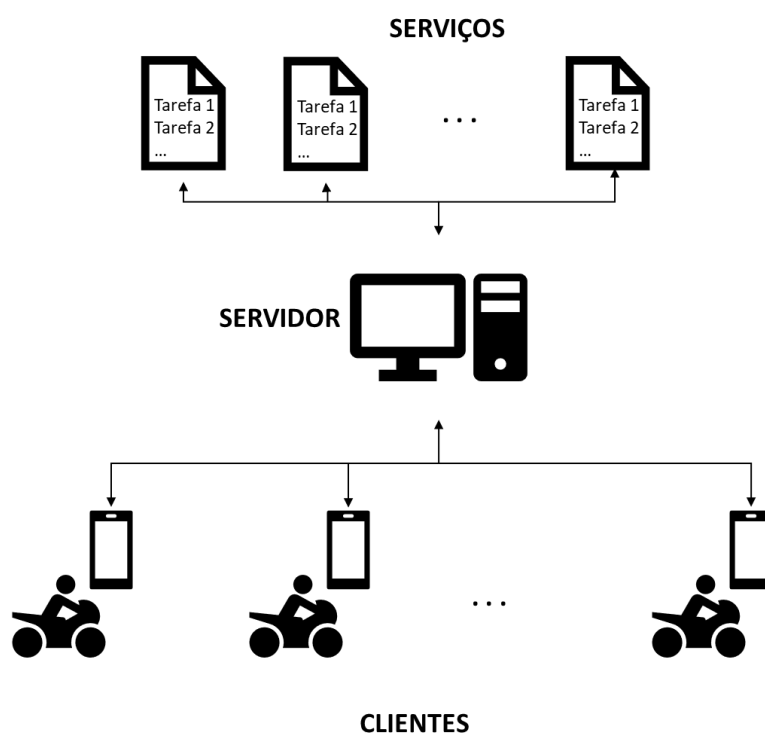 SERVIÇOS
Tarefa 1
Tarefa 2
...
Tarefa 1
Tarefa 2
...
...
Tarefa 1
Tarefa 2
...
SERVIDOR
...
CLIENTES